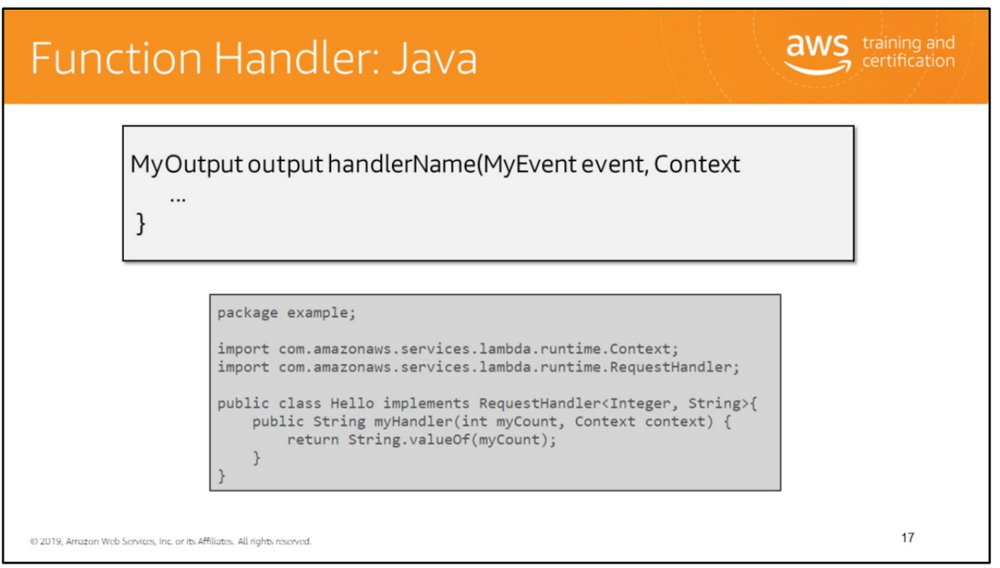 Function Handler: Java
aws training and
certification
MyOutput output handlerName(MyEvent event, Context
...
}
package example;
import com.amazonaws.services.lambda.runtime.Context;
import com.amazonaws.services.lambda.runtime.RequestHandler;
public class Hello implements RequestHandler<Integer, String>{
    public String myHandler(int myCount, Context context) {
        return String.valueOf(myCount);
    }
}
© 2019, Amazon Web Services, Inc. or its Affiliates. All rights reserved.
17